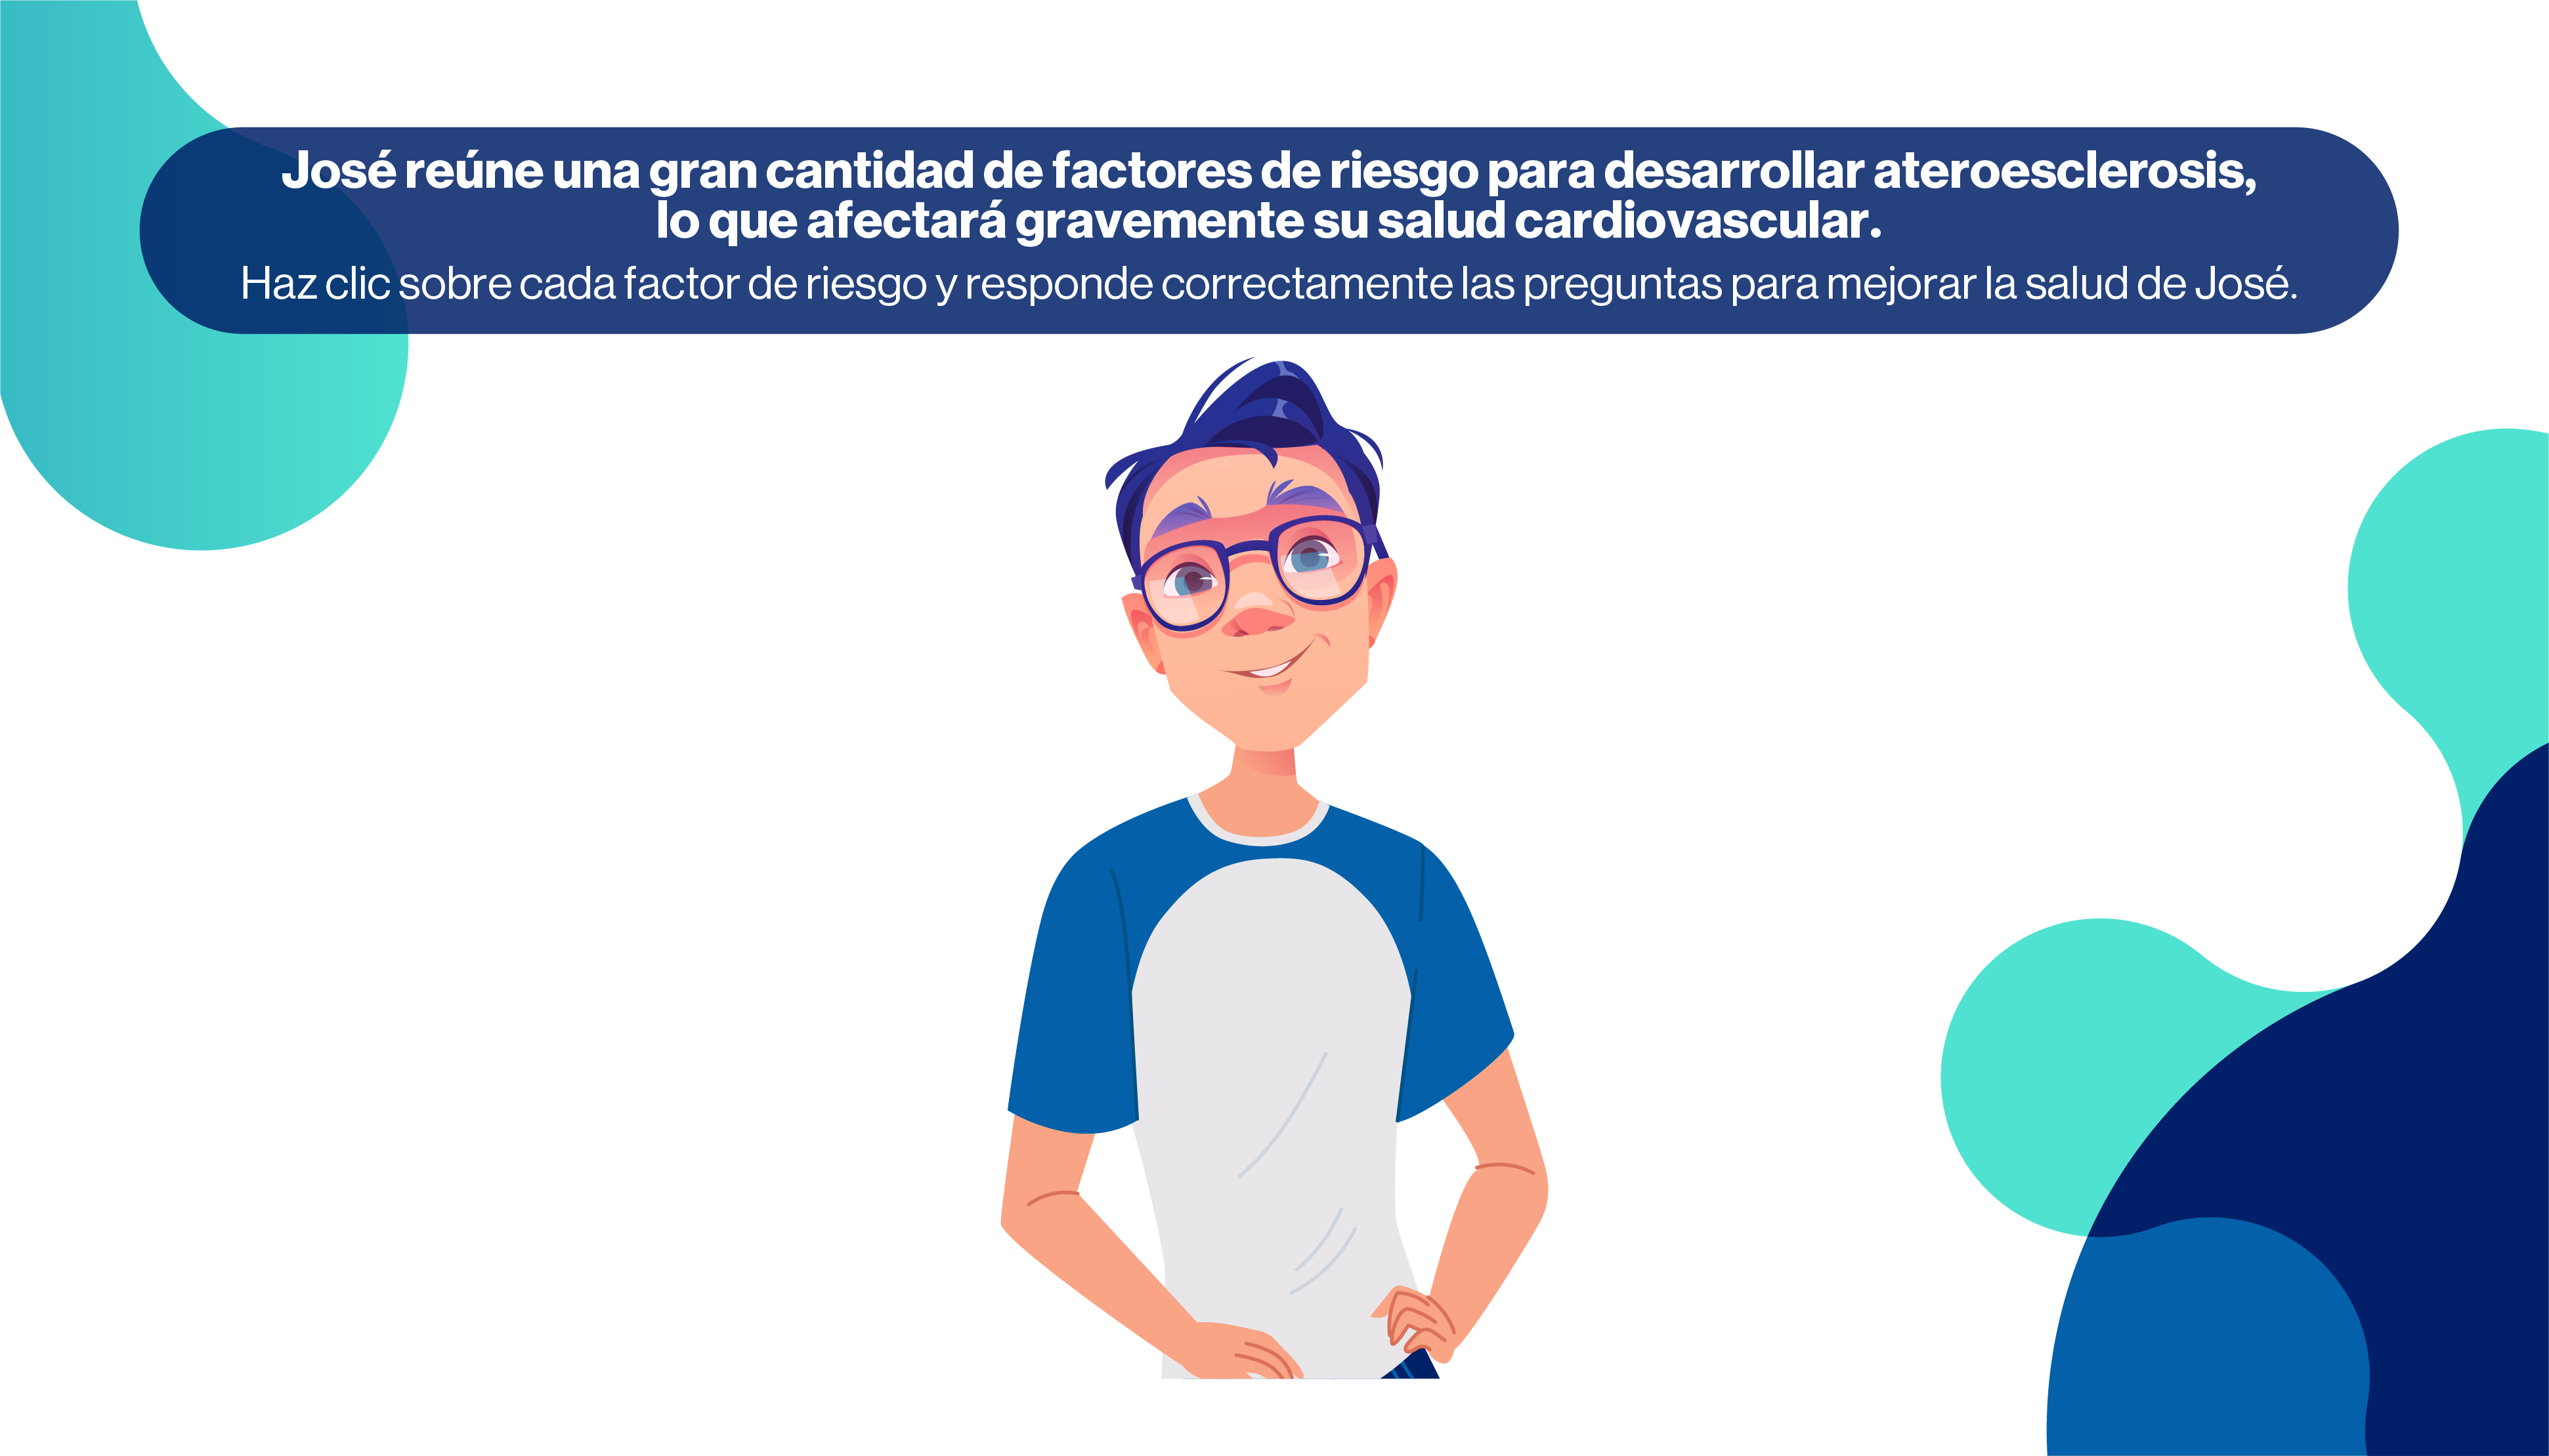 José reúne una gran cantidad de factores de riesgo para desarrollar ateroesclerosis,
lo que afectará gravemente su salud cardiovascular.
Haz clic sobre cada factor de riesgo y responde correctamente las preguntas para mejorar la salud de José.